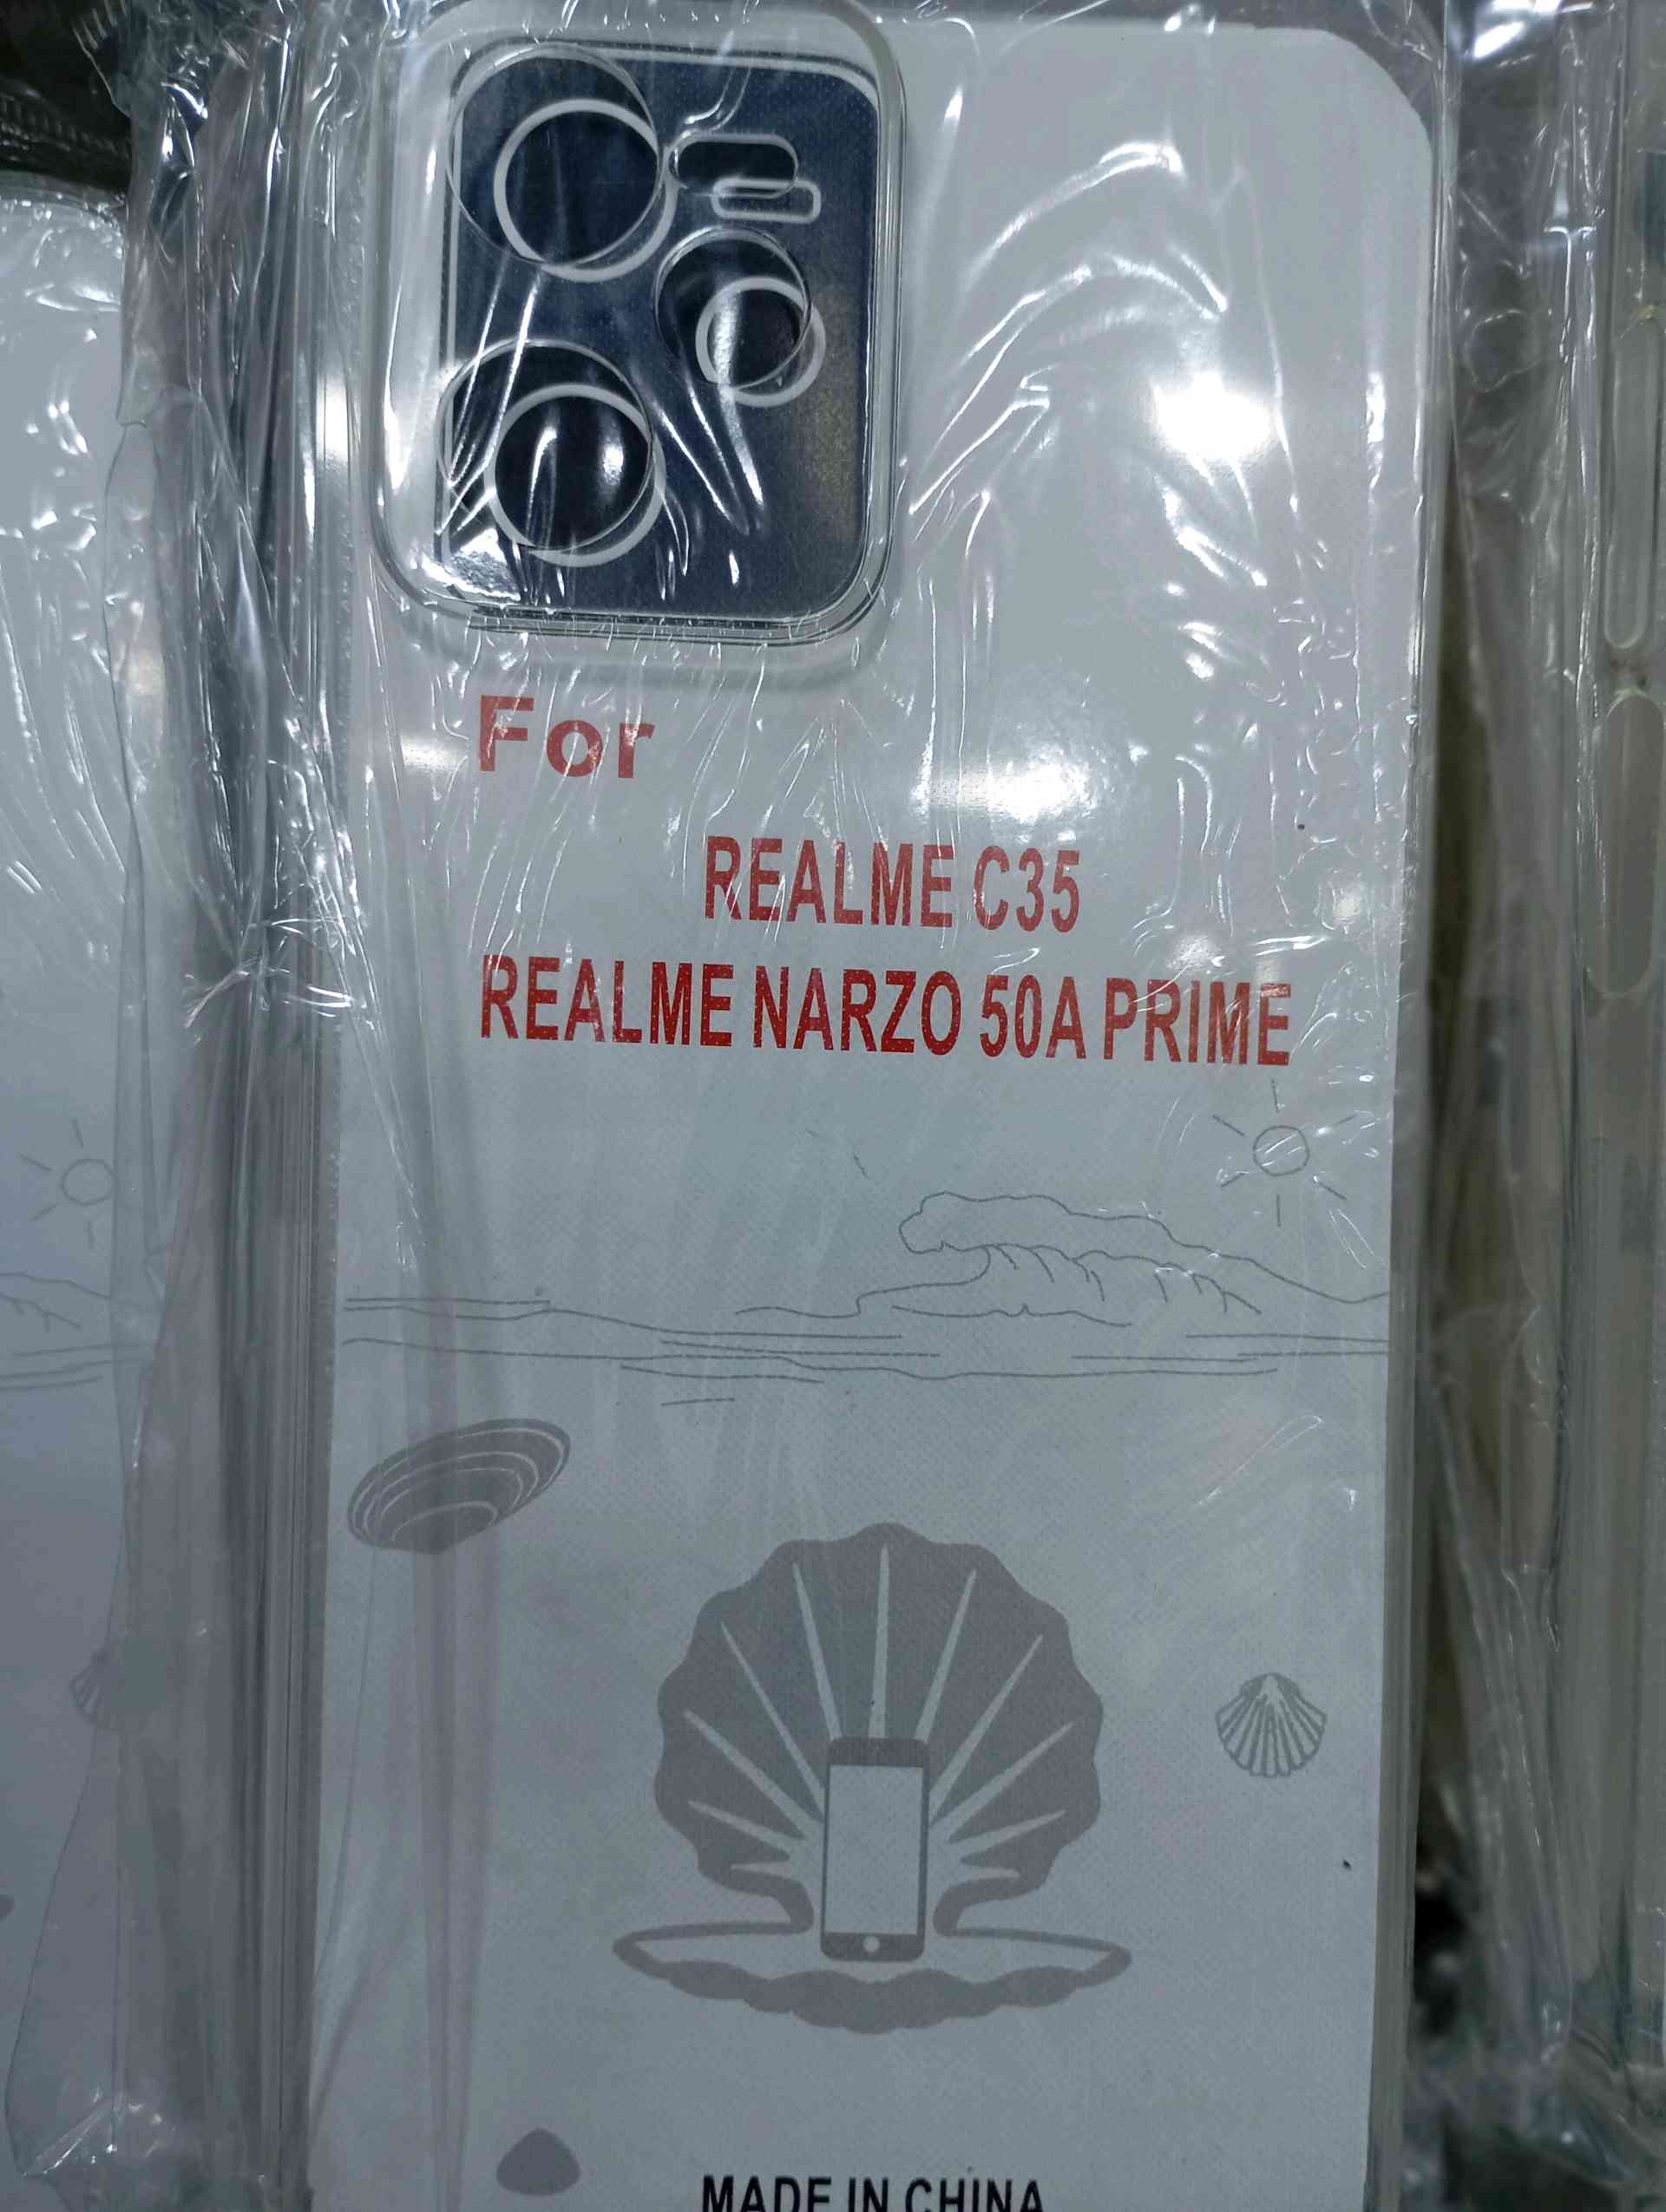 For
REALME C35
REALME NARZO 50A PRIME
MADE IN CHINA